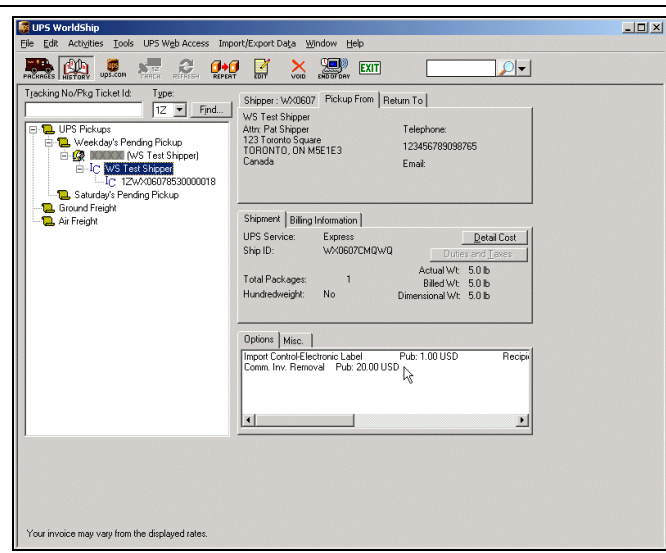 UPS WorldShip
File Edit Activities Tools UPS Web Access Import/Export Data Window Help
PACKAGES HISTORY UPS.COM TRACK REFRESH REPEAT EDIT VOID END OF DAY EXIT
Tracking No/Pkg Ticket Id: Type:
1Z Find...
UPS Pickups
Weekday's Pending Pickup
XXXX (WS Test Shipper)
IC WS Test Shipper
IC 1ZWX06078530000018
Saturday's Pending Pickup
Ground Freight
Air Freight
Shipper : WX0607 Pickup From Return To
WS Test Shipper
Attn: Pat Shipper Telephone:
123 Toronto Square 123456789098765
TORONTO, ON M5E1E3
Canada Email:
Shipment Billing Information
UPS Service: Express Detail Cost
Ship ID: WX0607CMQWQ Duties and Taxes
Actual Wt: 5.0 lb
Total Packages: 1 Billed Wt: 5.0 lb
Hundredweight: No Dimensional Wt: 5.0 lb
Options Misc.
Import Control-Electronic Label Pub: 1.00 USD Recipi
Comm. Inv. Removal Pub: 20.00 USD
Your invoice may vary from the displayed rates.